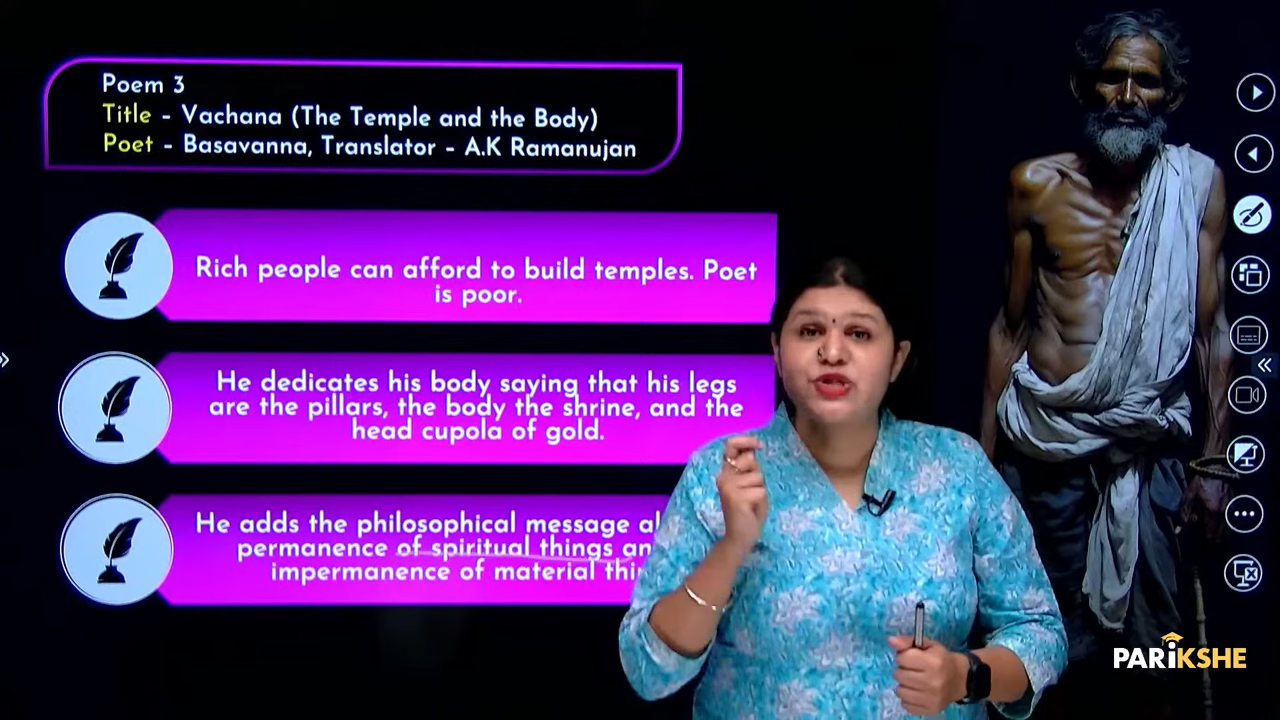 Poem 3
Title – Vachana (The Temple and the Body)
Poet – Basavanna, Translator – A.K Ramanujan
Rich people can afford to build temples. Poet
is poor.
He dedicates his body saying that his legs
are the pillars, the body the shrine, and the
head cupola of gold.
He adds the philosophical message
permanence of spiritual things
impermanence of material
PARIKSHE